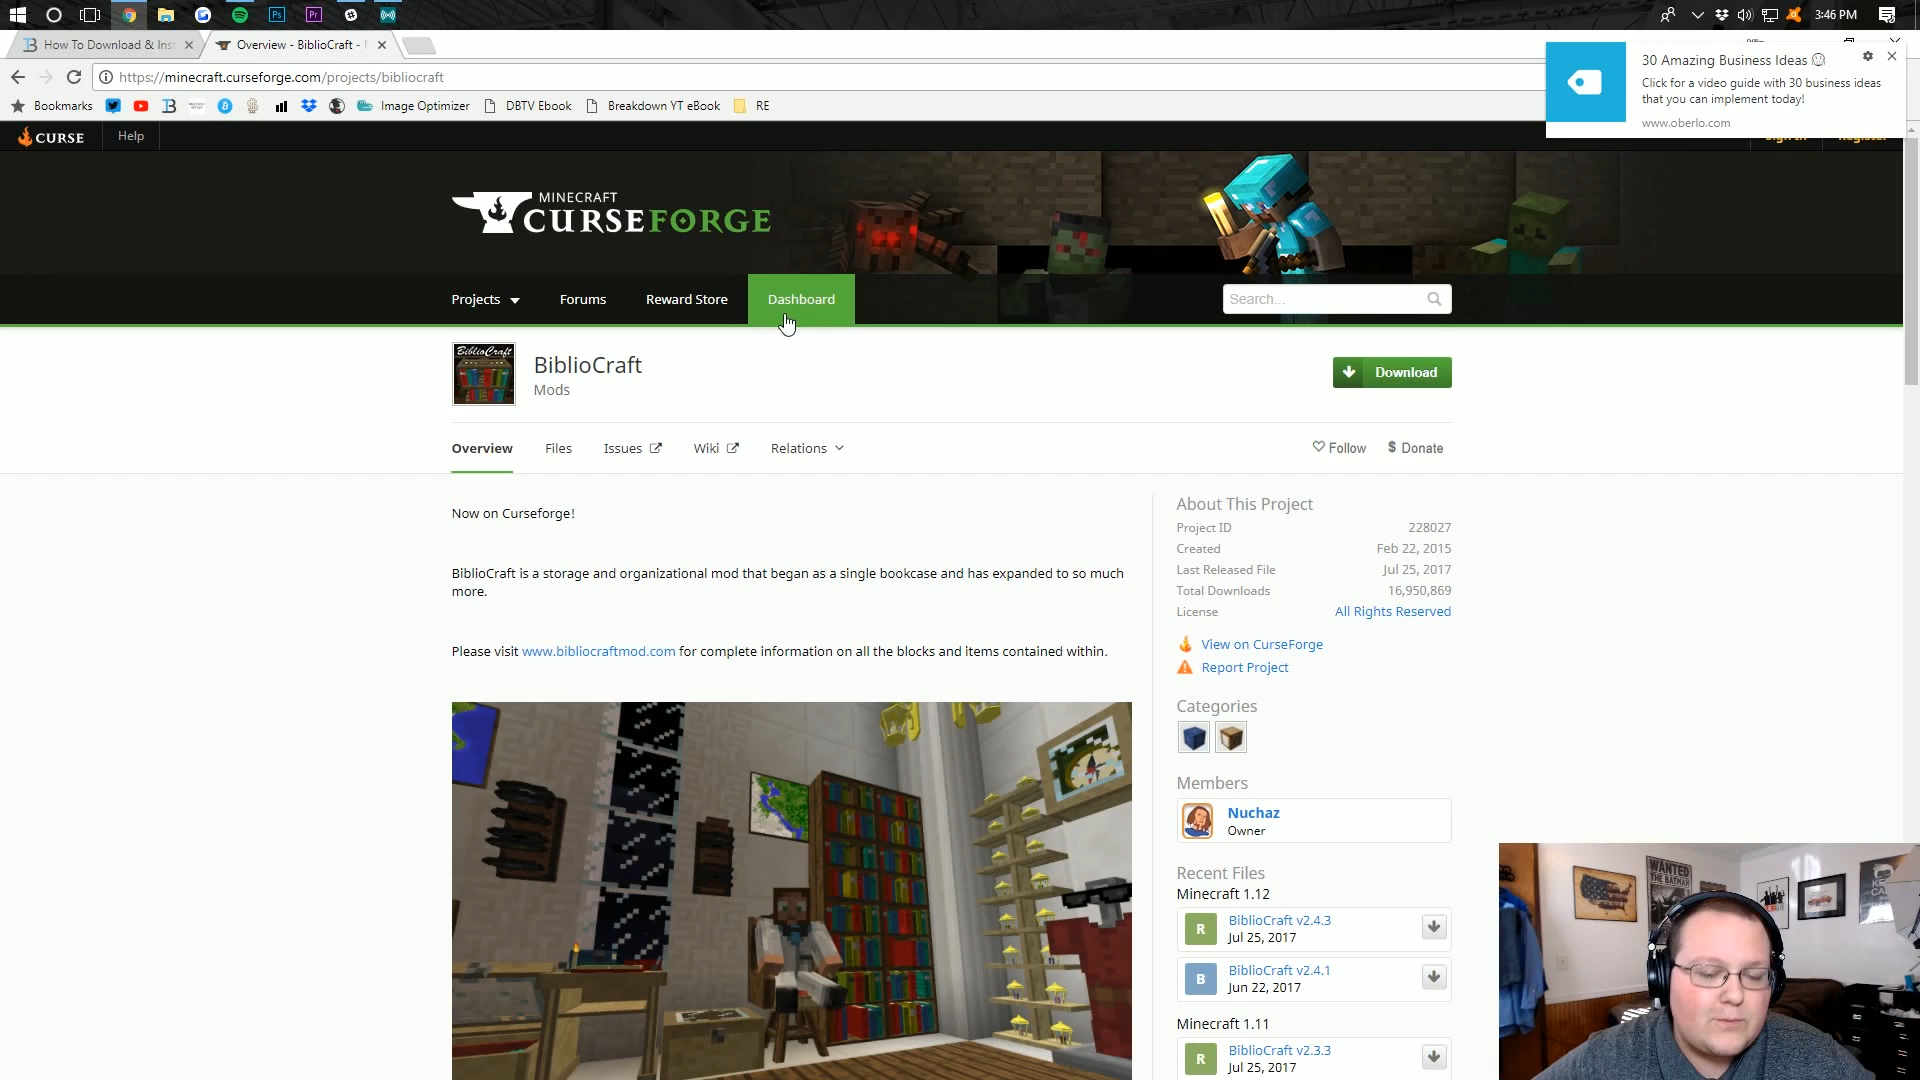 3:46 PM
How To Download & Inst
Overview - BiblioCraft -
https://minecraft.curseforge.com/projects/bibliocraft
Bookmarks
Image Optimizer
DBTV Ebook
Breakdown YT eBook
RE
30 Amazing Business Ideas
Click for a video guide with 30 business ideas
that you can implement today!
www.oberlo.com
CURSE
Help
Sign In
Register
MINECRAFT
CURSEFORGE
Projects
Forums
Reward Store
Dashboard
Search...
BiblioCraft
BiblioCraft
Mods
Download
Overview
Files
Issues
Wiki
Relations
Follow
$ Donate
Now on Curseforge!
BiblioCraft is a storage and organizational mod that began as a single bookcase and has expanded to so much
more.
Please visit www.bibliocraftmod.com for complete information on all the blocks and items contained within.
About This Project
Project ID 228027
Created Feb 22, 2015
Last Released File Jul 25, 2017
Total Downloads 16,950,869
License All Rights Reserved
View on CurseForge
Report Project
Categories
Members
Nuchaz
Owner
Recent Files
Minecraft 1.12
R
BiblioCraft v2.4.3
Jul 25, 2017
B
BiblioCraft v2.4.1
Jun 22, 2017
Minecraft 1.11
R
BiblioCraft v2.3.3
Jul 25, 2017
WANTED
THE BATMAN